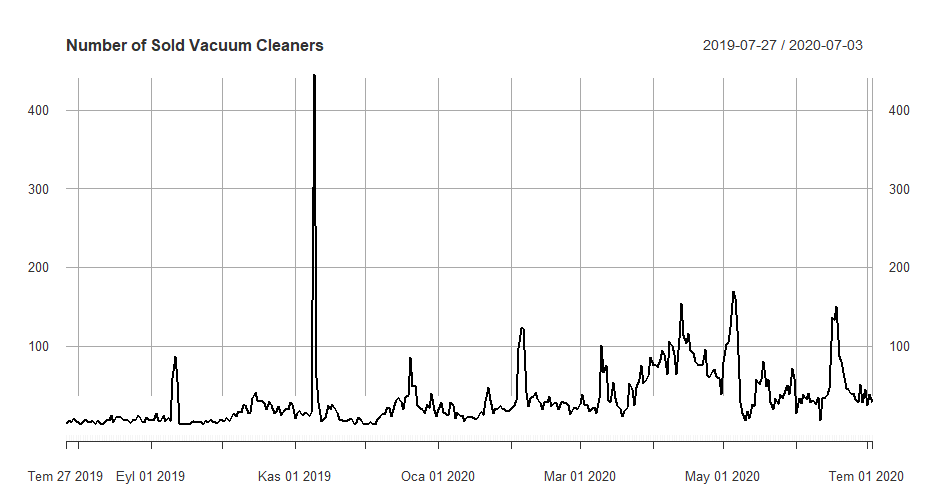 Number of Sold Vacuum Cleaners 2019-07-27 / 2020-07-03
400 400
300 300
200 200
100 100
Tem 27 2019 Eyl 01 2019 Kas 01 2019 Oca 01 2020 Mar 01 2020 May 01 2020 Tem 01 2020